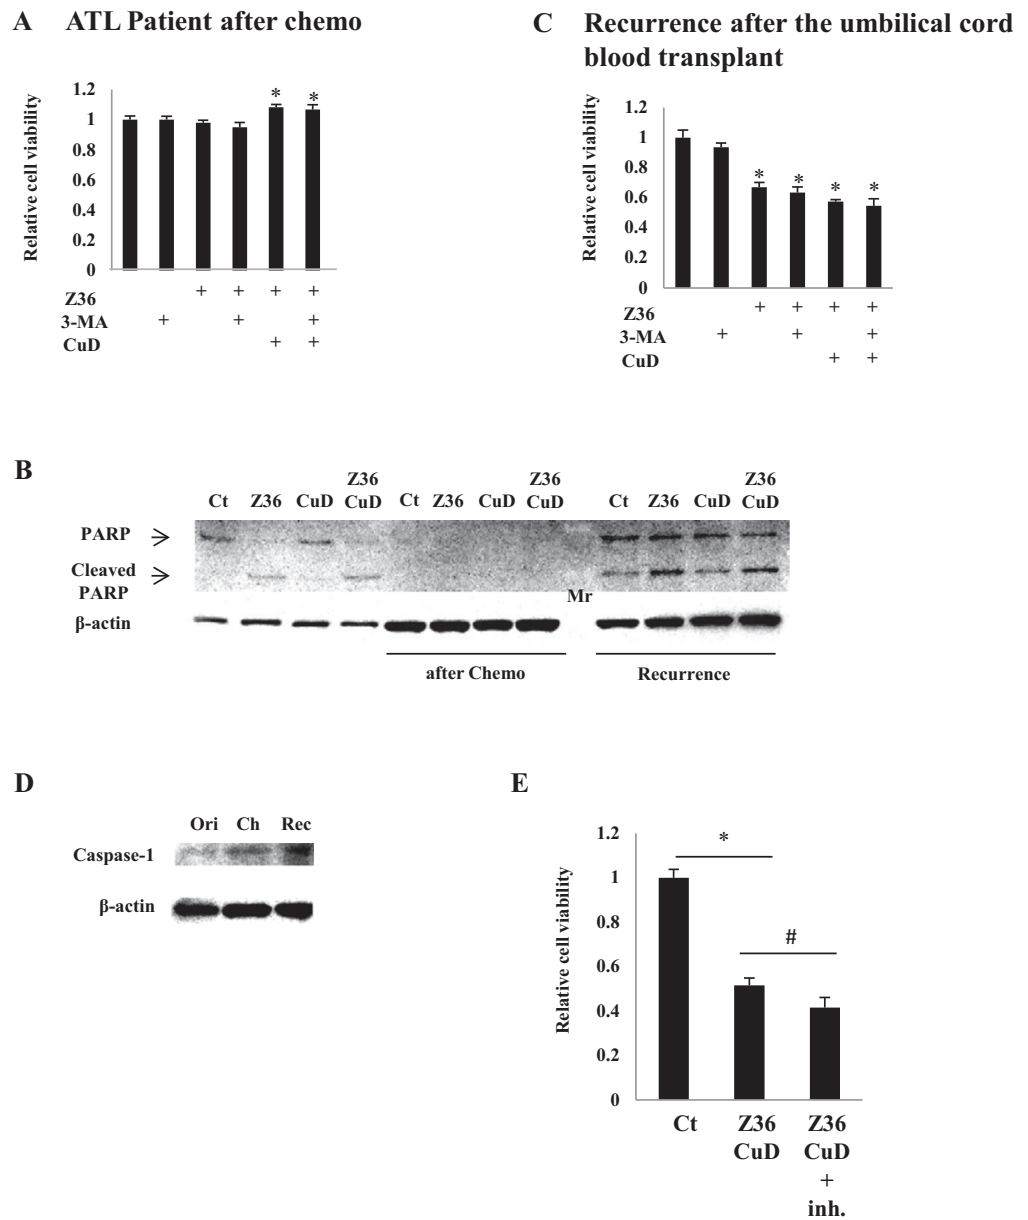 A ATL Patient after chemo
1.2
1
0.8
0.6
0.4
0.2
0
Relative cell viability
* *
Z36 + + + +
3-MA + + +
CuD + +
C Recurrence after the umbilical cord
blood transplant
1.2
1
0.8
0.6
0.4
0.2
0
Relative cell viability
* * * *
Z36 + + + +
3-MA + + +
CuD + +
B
Z36 Z36 Z36
Ct Z36 CuD CuD Ct Z36 CuD CuD Ct Z36 CuD CuD
PARP
Cleaved
PARP
Mr
β-actin
after Chemo Recurrence
D
Ori Ch Rec
Caspase-1
β-actin
E
1.2
1
0.8
0.6
0.4
0.2
0
Relative cell viability
*
#
Ct Z36 Z36
CuD CuD
+
inh.